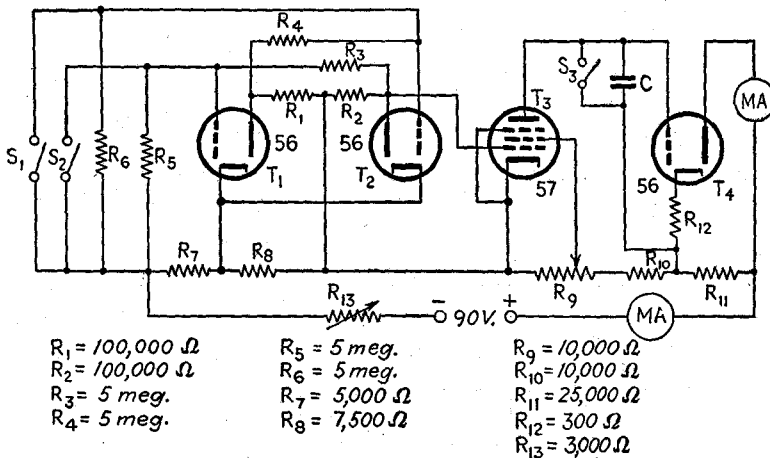 R4
R3
S3
C
MA
T3
R1
R2
S1
S2
R6
R5
56
56
57
56
T1
T2
T4
R12
R7
R8
R9
R10
R11
R13
− 90V. +
MA
R1 = 100,000 Ω
R2 = 100,000 Ω
R3 = 5 meg.
R4 = 5 meg.
R5 = 5 meg.
R6 = 5 meg.
R7 = 5,000 Ω
R8 = 7,500 Ω
R9 = 10,000 Ω
R10 = 10,000 Ω
R11 = 25,000 Ω
R12 = 300 Ω
R13 = 3,000 Ω